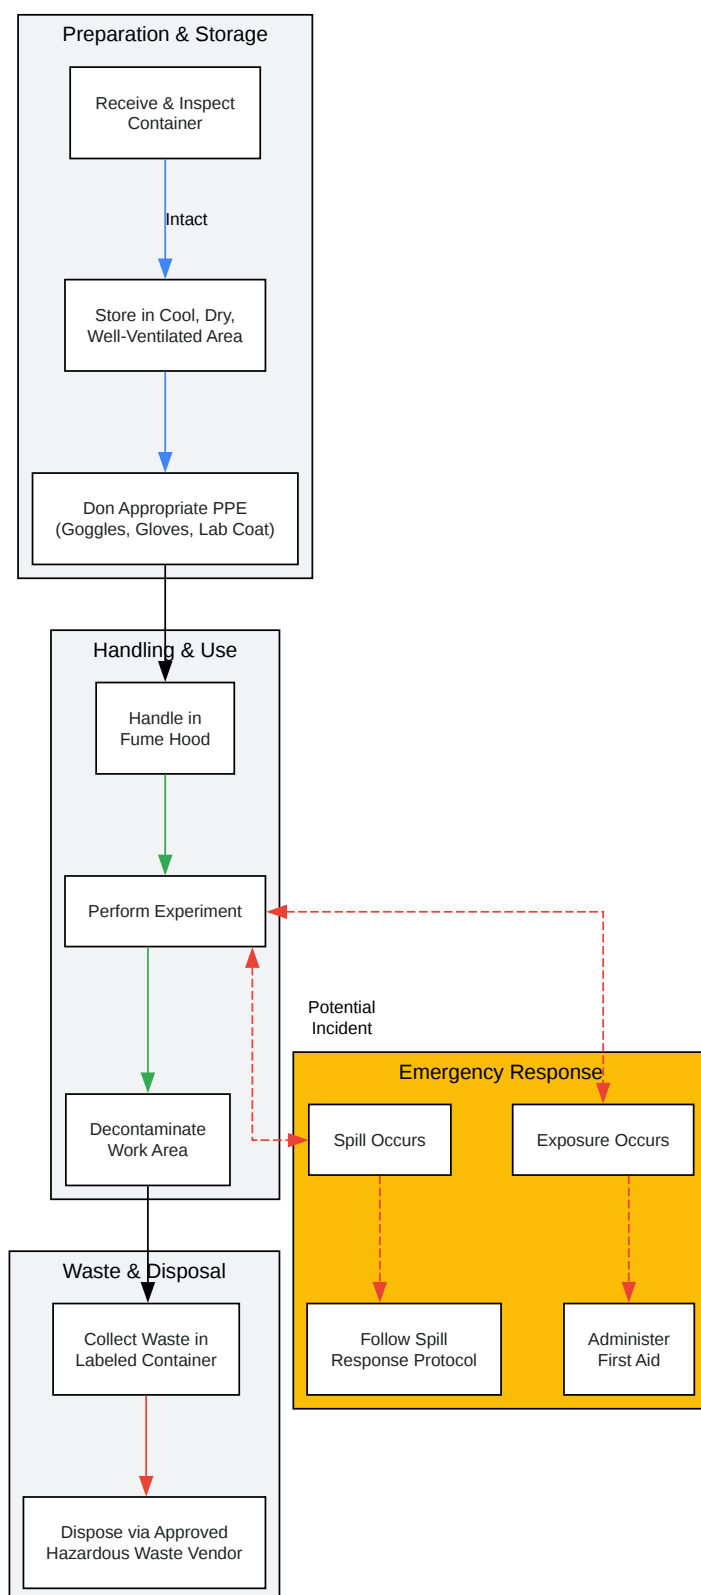 Preparation & Storage
Receive & Inspect
Container
Intact
Store in Cool, Dry,
Well-Ventilated Area
Don Appropriate PPE
(Goggles, Gloves, Lab Coat)
Handling & Use
Handle in
Fume Hood
Perform Experiment
Potential
Incident
Decontaminate
Work Area
Emergency Response
Spill Occurs
Exposure Occurs
Follow Spill
Response Protocol
Administer
First Aid
Waste & Disposal
Collect Waste in
Labeled Container
Dispose via Approved
Hazardous Waste Vendor